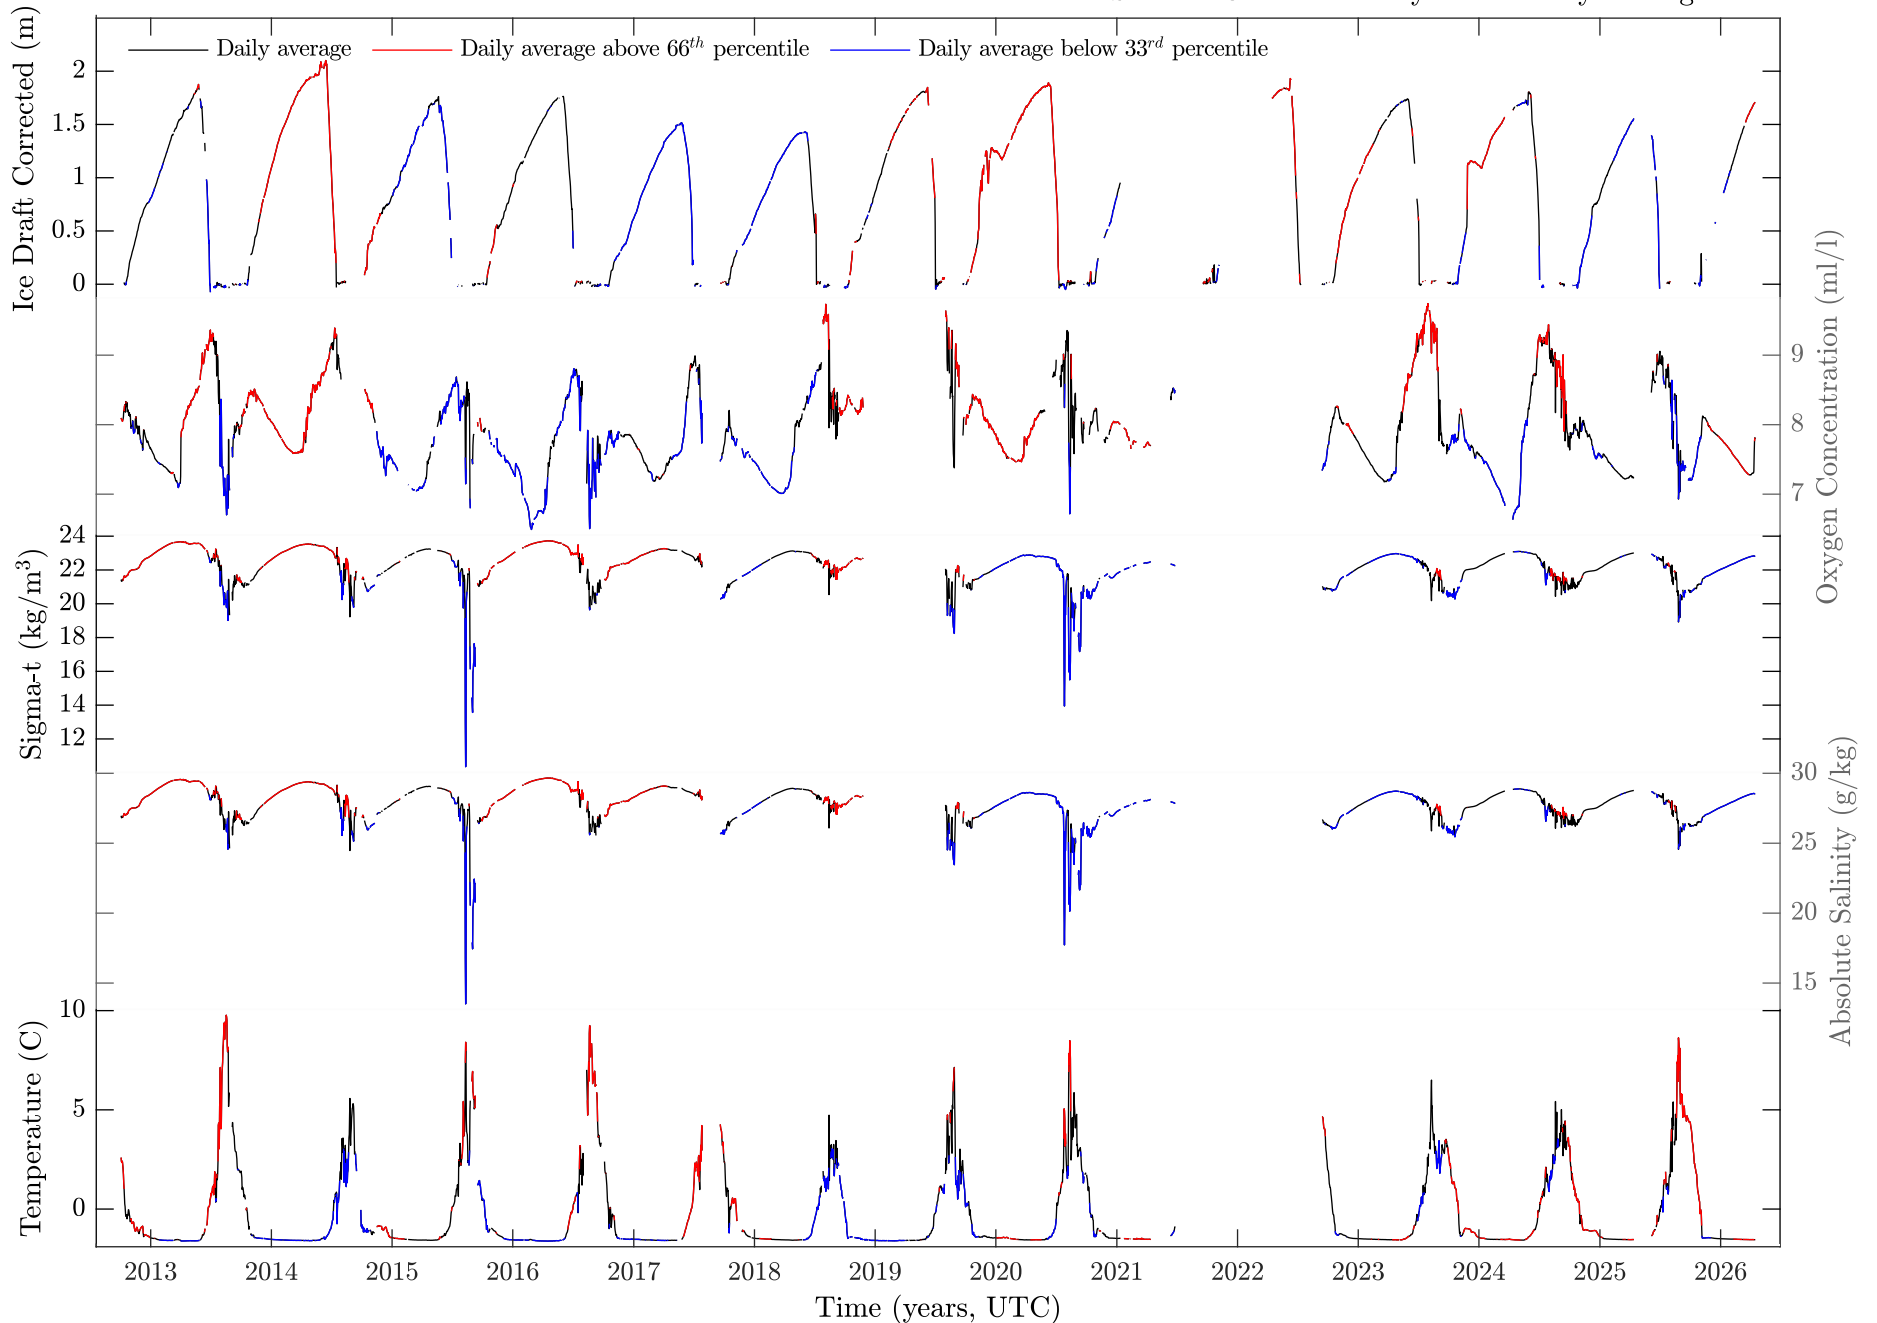 Daily average Daily average above 66th percentile Daily average below 33rd percentile
Ice Draft Corrected (m)
2
1.5
1
0.5
0
Oxygen Concentration (ml/l)
9
8
7
Sigma-t (kg/m3)
24
22
20
18
16
14
12
Absolute Salinity (g/kg)
30
25
20
15
Temperature (C)
10
5
0
2013 2014 2015 2016 2017 2018 2019 2020 2021 2022 2023 2024 2025 2026
Time (years, UTC)